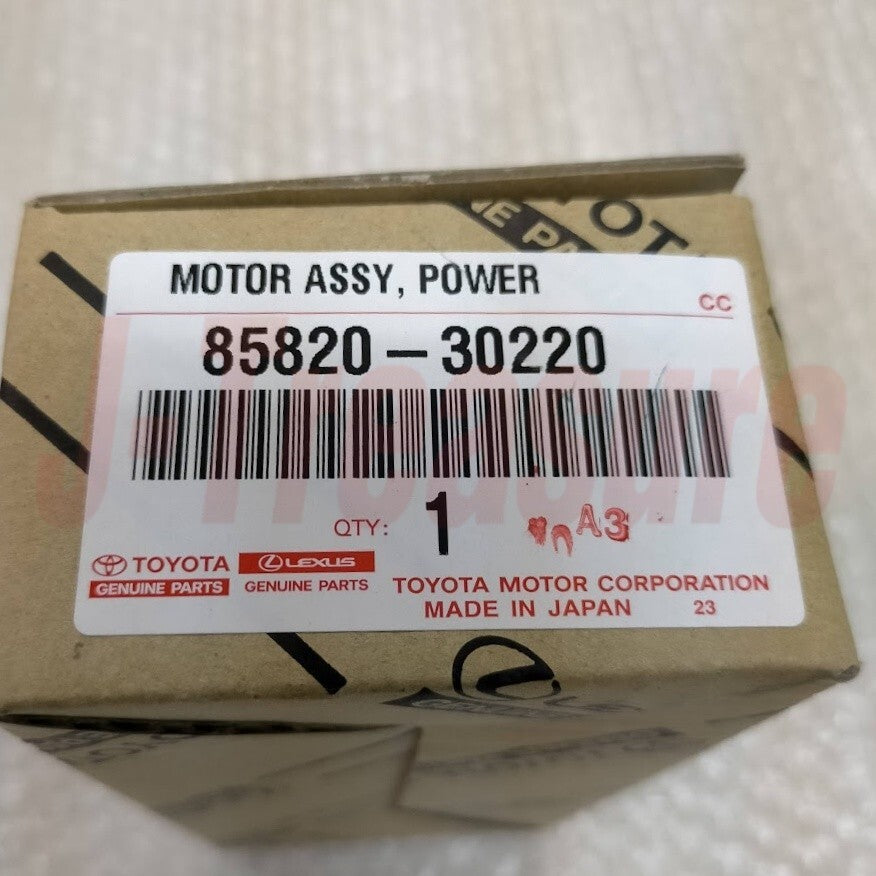 MOTOR ASSY, POWER
CC
85820-30220
QTY: 1
A3
TOYOTA
GENUINE PARTS
LEXUS
GENUINE PARTS
TOYOTA MOTOR CORPORATION
MADE IN JAPAN 23
J-Treasure